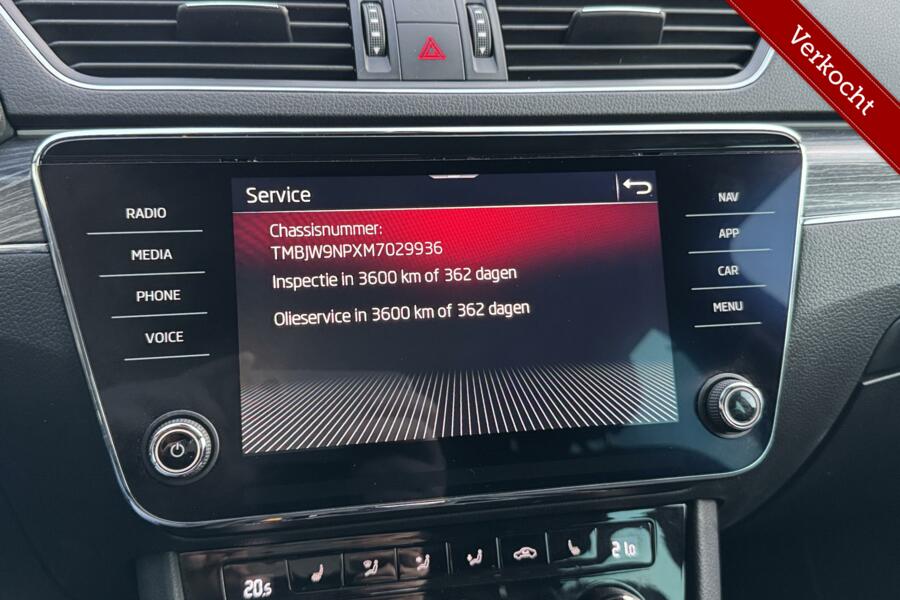 Verkocht
Service
Chassisnummer:
TMBJW9NPXM7029936
Inspectie in 3600 km of 362 dagen
Olieservice in 3600 km of 362 dagen
RADIO
MEDIA
PHONE
VOICE
NAV
APP
CAR
MENU
20.5